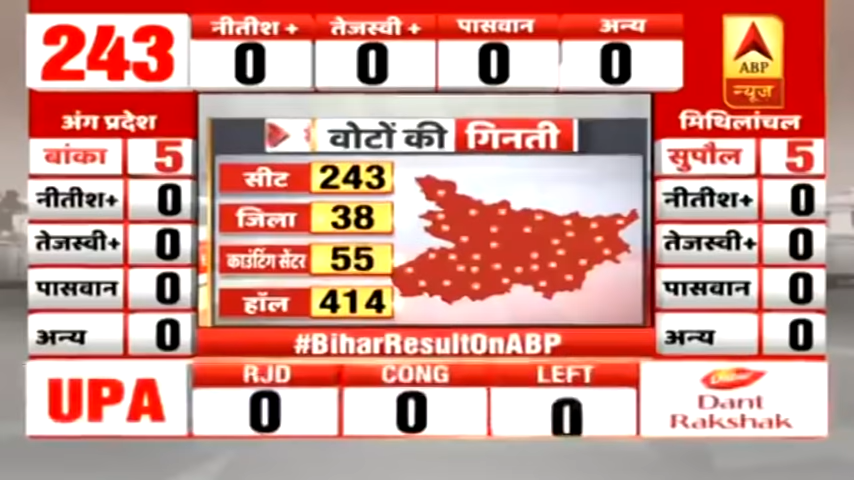 243
नीतीश + तेजस्वी + पासवान अन्य
0 0 0 0
ABP
न्यूज़
अंग प्रदेश
बांका 5
नीतीश+ 0
तेजस्वी+ 0
पासवान 0
अन्य 0
वोटों की गिनती
सीट 243
जिला 38
काउंटिंग सेंटर 55
हॉल 414
#BiharResultOnABP
मिथिलांचल
सुपौल 5
नीतीश+ 0
तेजस्वी+ 0
पासवान 0
अन्य 0
UPA
RJD CONG LEFT
0 0 0
Dant
Rakshak